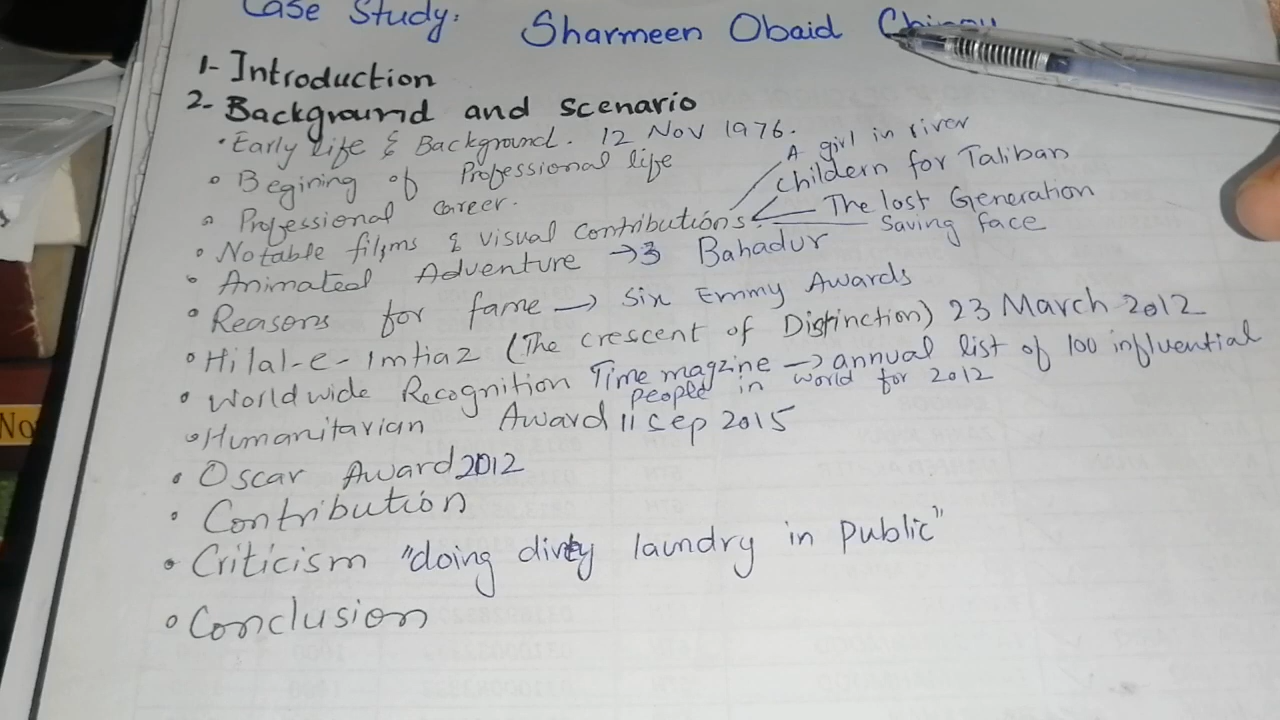 Case Study: Sharmeen Obaid Chinoy
1- Introduction
2- Background and scenario
• Early life & Background. 12 Nov 1976.
• Begining of Professional life
• Professional career.
• Notable films & visual contributions.
A girl in river
Childern for Taliban
The lost Generation
Saving face
• Animated Adventure → 3 Bahadur
• Reasons for fame → Six Emmy Awards
• Hilal-e-Imtiaz (The crescent of Distinction) 23 March 2012
• Worldwide Recognition Time magzine → annual list of 100 influential
people in world for 2012
• Humanitarian Award 11 Sep 2015
• Oscar Award 2012
• Contribution
• Criticism "doing dirty laundry in public"
• Conclusion
No